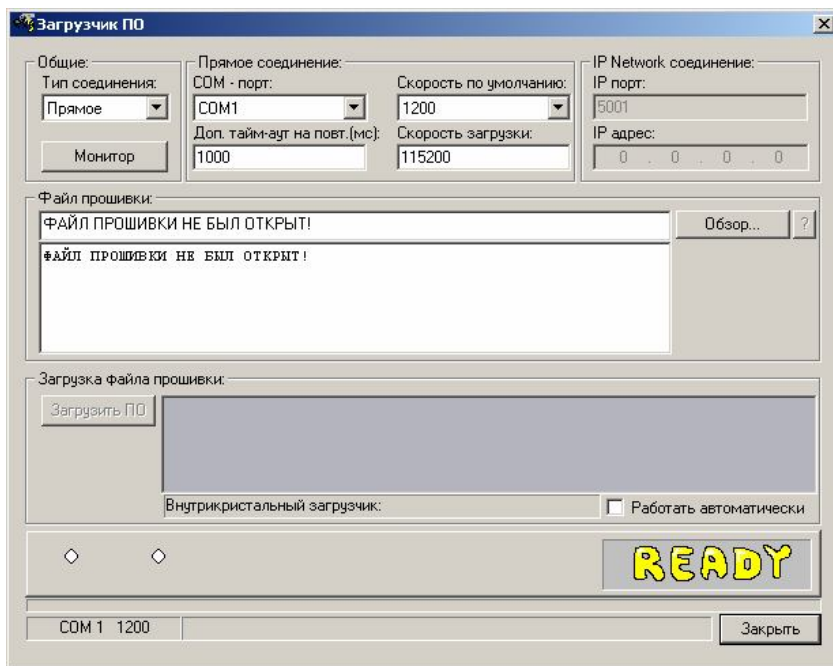 Загрузчик ПО
Общие:
Тип соединения:
Прямое
Монитор
Прямое соединение:
COM - порт:
COM1
Скорость по умолчанию:
1200
Доп. тайм-аут на повт.(мс):
1000
Скорость загрузки:
115200
IP Network соединение:
IP порт:
5001
IP адрес:
0 . 0 . 0 . 0
Файл прошивки:
ФАЙЛ ПРОШИВКИ НЕ БЫЛ ОТКРЫТ!
Обзор... ?
ФАЙЛ ПРОШИВКИ НЕ БЫЛ ОТКРЫТ!
Загрузка файла прошивки:
Загрузить ПО
Внутрикристальный загрузчик:
Работать автоматически
READY
COM 1 1200
Закрыть